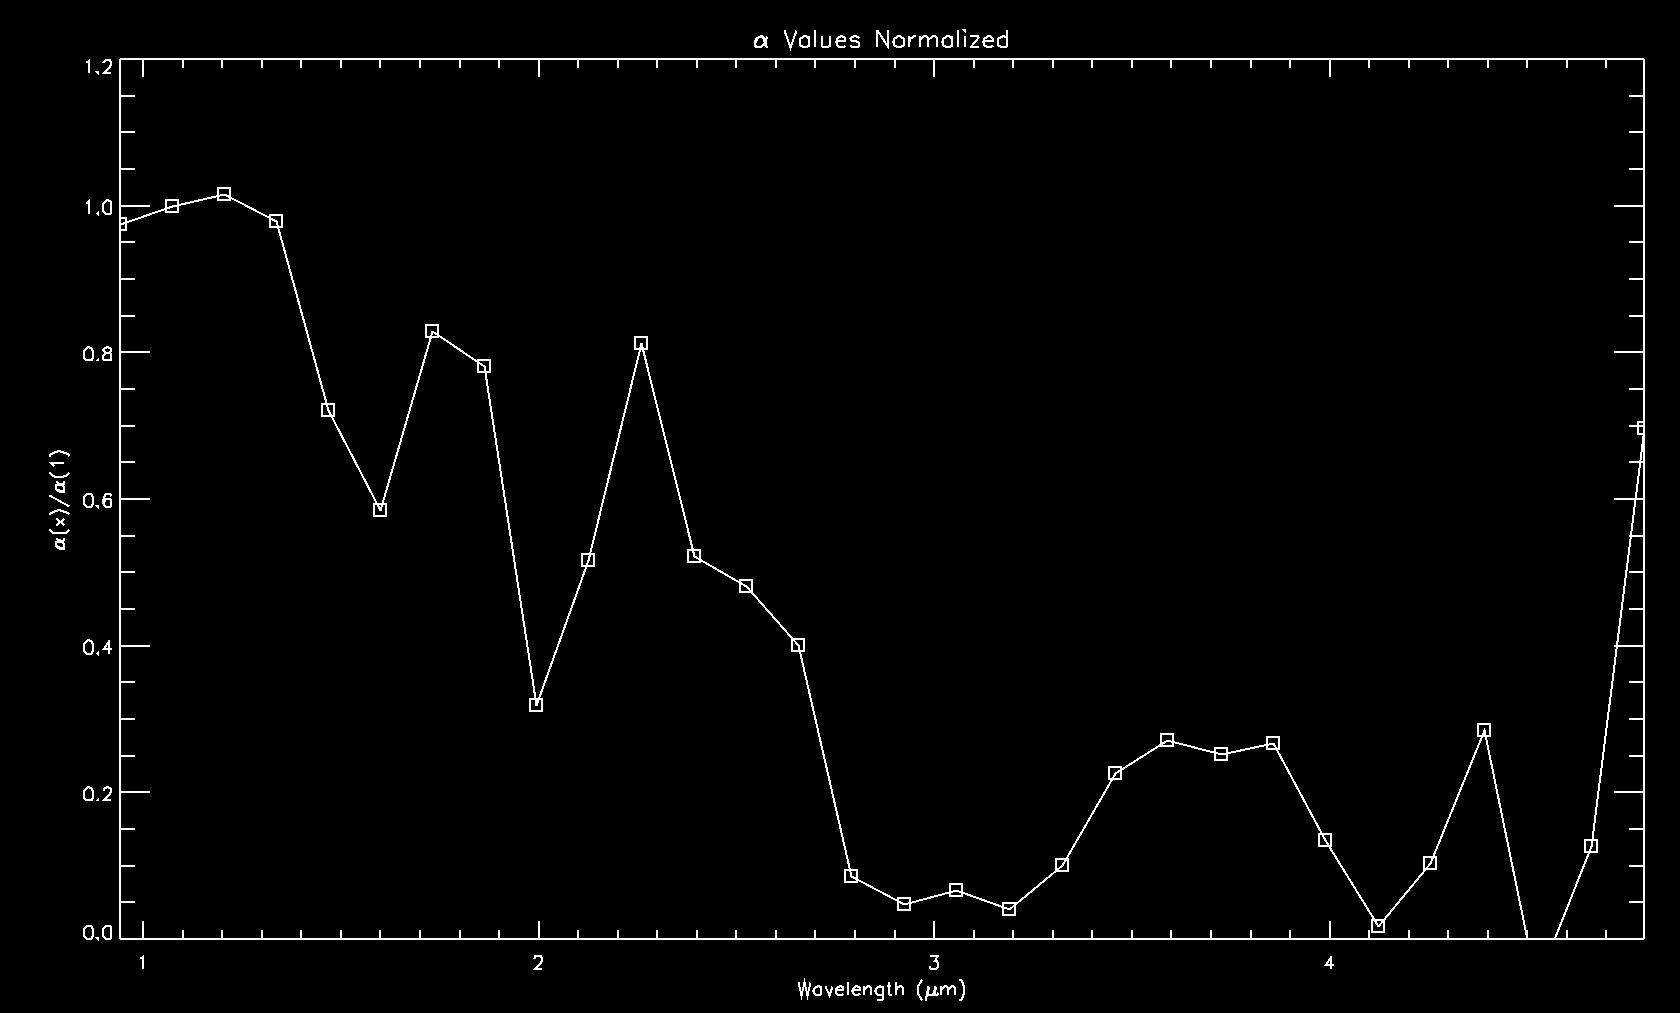 α Values Normalized
1.2
1.0
0.8
0.6
0.4
0.2
0.0
α(x)/α(1)
1 2 3 4
Wavelength (μm)